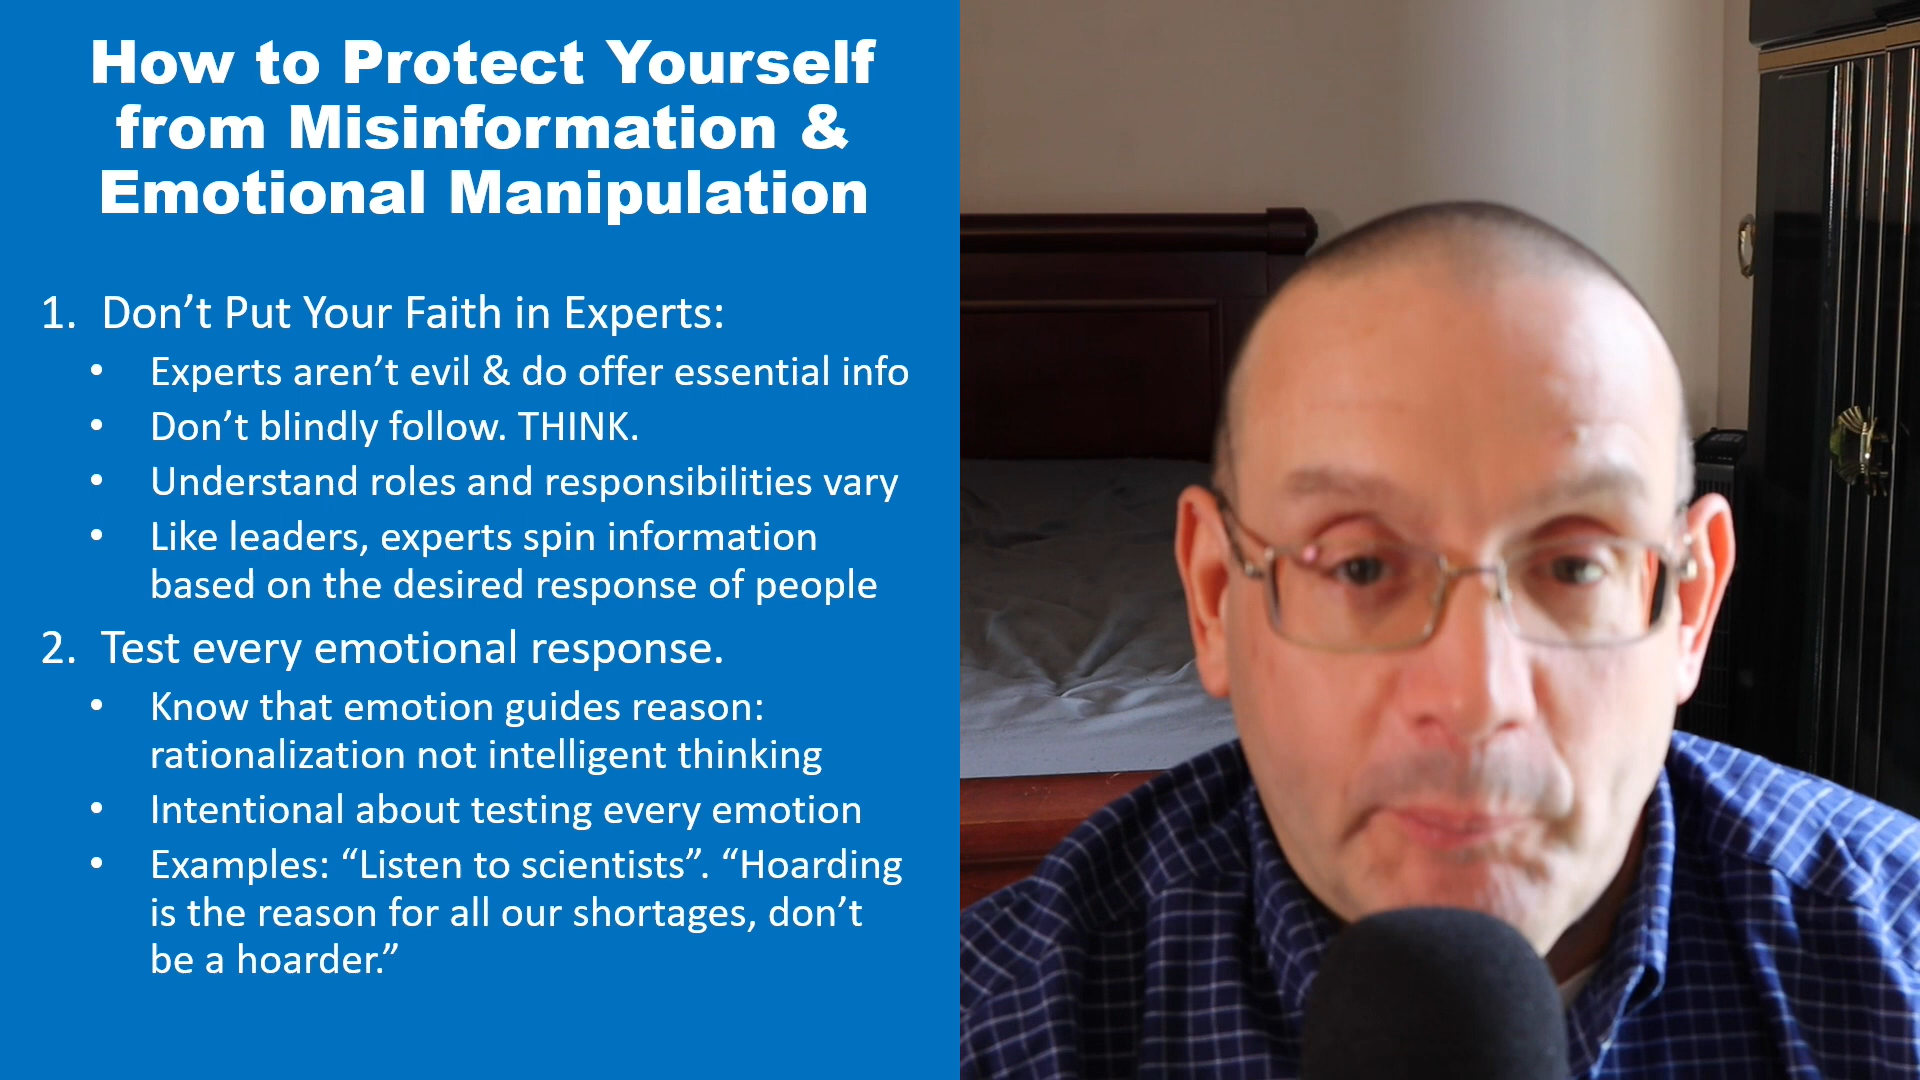 How to Protect Yourself
from Misinformation &
Emotional Manipulation
1. Don’t Put Your Faith in Experts:
• Experts aren’t evil & do offer essential info
• Don’t blindly follow. THINK.
• Understand roles and responsibilities vary
• Like leaders, experts spin information
based on the desired response of people
2. Test every emotional response.
• Know that emotion guides reason:
rationalization not intelligent thinking
• Intentional about testing every emotion
• Examples: “Listen to scientists”. “Hoarding
is the reason for all our shortages, don’t
be a hoarder.”